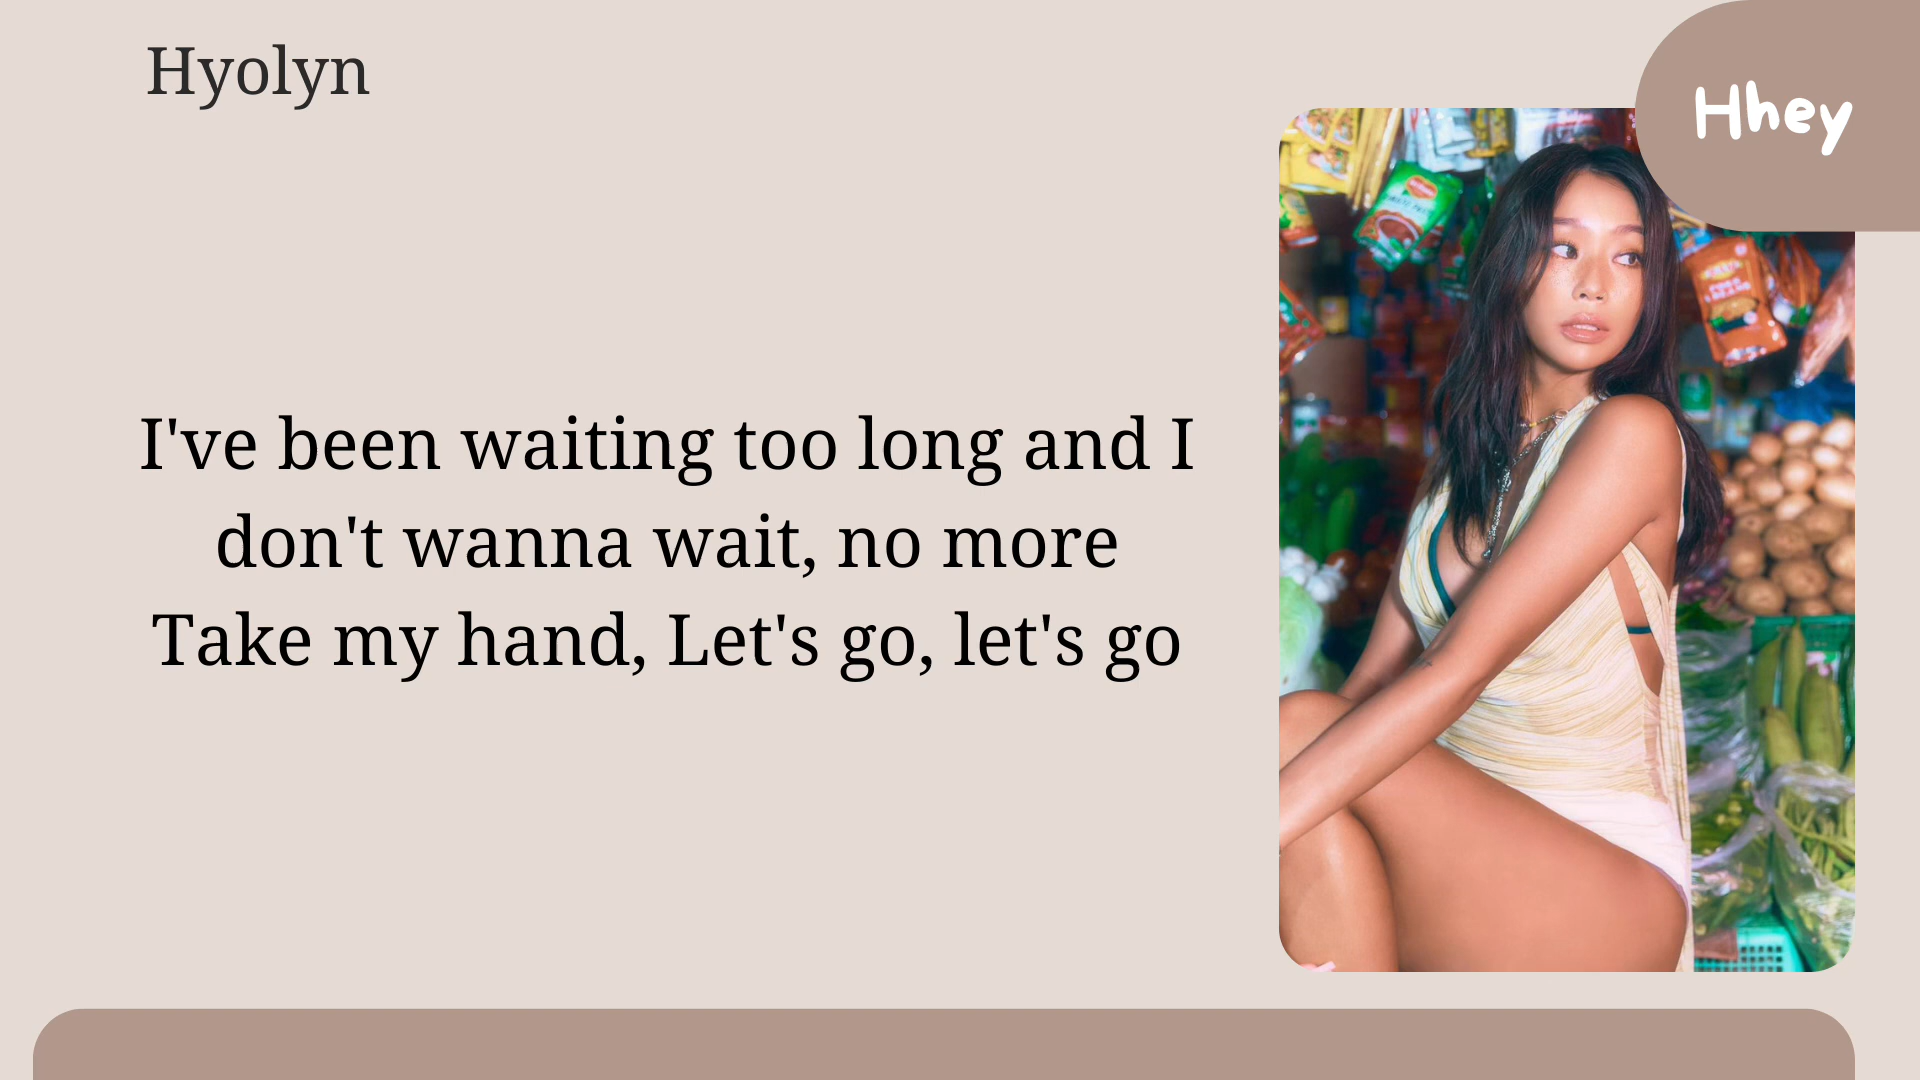 Hyolyn
Hhey
I've been waiting too long and I
don't wanna wait, no more
Take my hand, Let's go, let's go